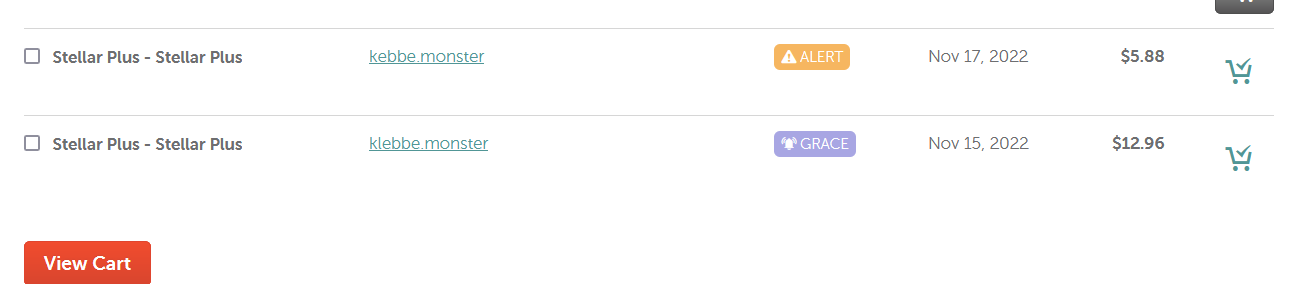 Stellar Plus - Stellar Plus kebbe.monster ALERT Nov 17, 2022 $5.88
Stellar Plus - Stellar Plus klebbe.monster GRACE Nov 15, 2022 $12.96
View Cart